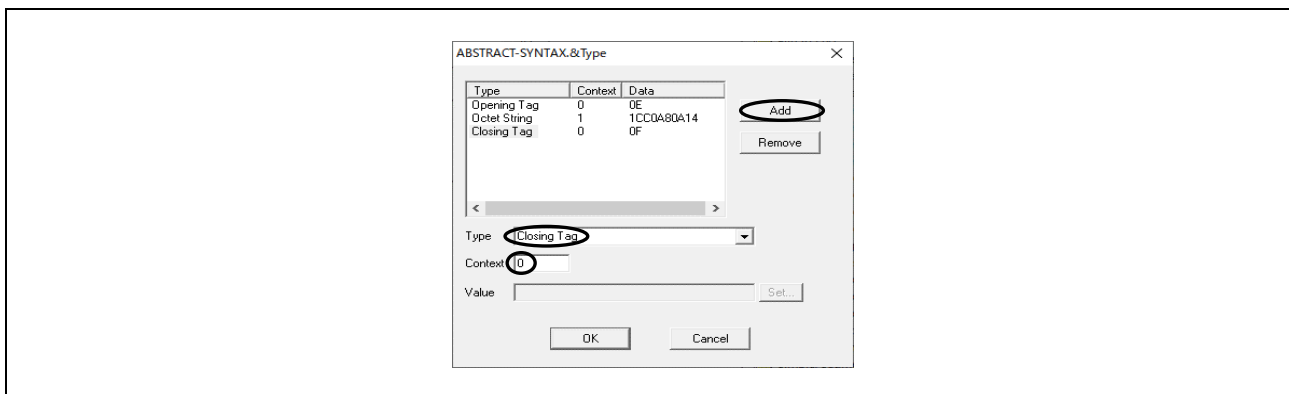 ABSTRACT-SYNTAX.&Type
Type Context Data
Opening Tag 0 0E
Octet String 1 1CC0A80A14
Closing Tag 0 0F
Add
Remove
Type Closing Tag
Context 0
Value Set...
OK Cancel